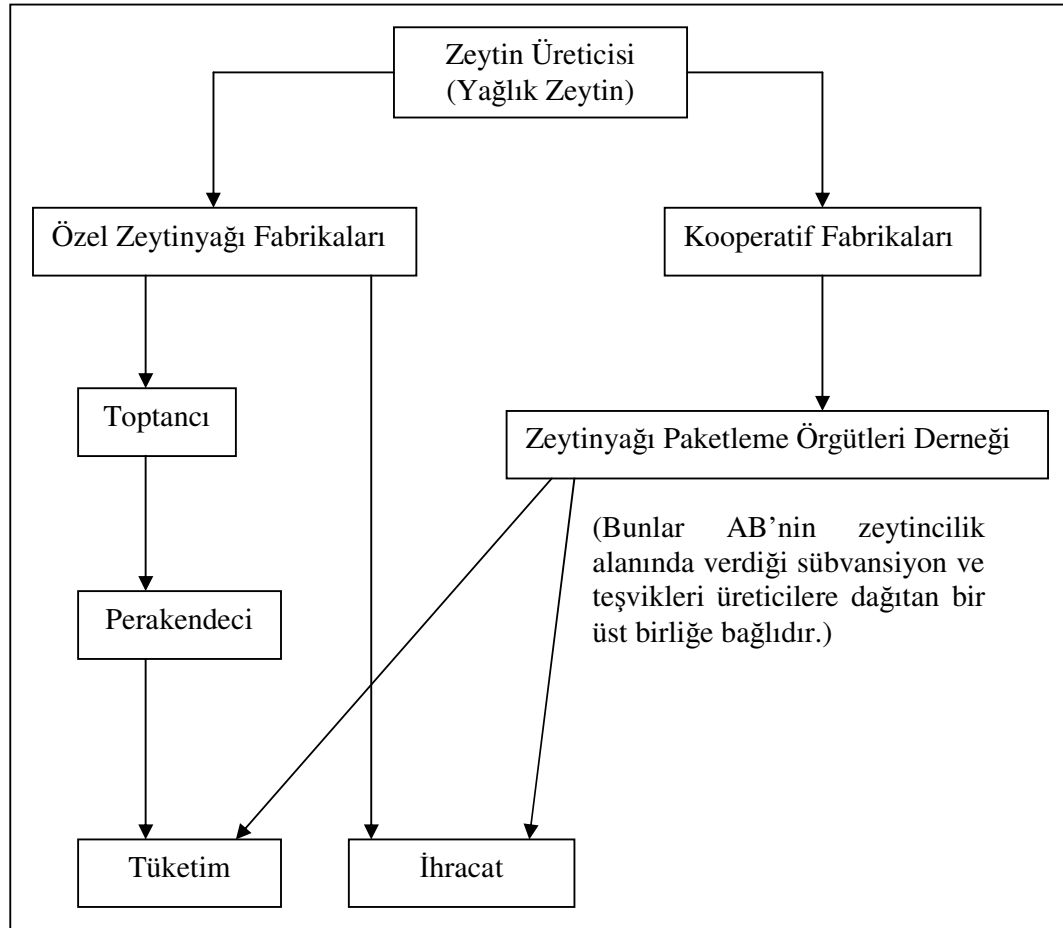 Zeytin Üreticisi
(Yağlık Zeytin)
Özel Zeytinyağı Fabrikaları
Kooperatif Fabrikaları
Toptancı
Zeytinyağı Paketleme Örgütleri Derneği
(Bunlar AB’nin zeytincilik
alanında verdiği sübvansiyon ve
teşvikleri üreticilere dağıtan bir
üst birliğe bağlıdır.)
Perakendeci
Tüketim
İhracat